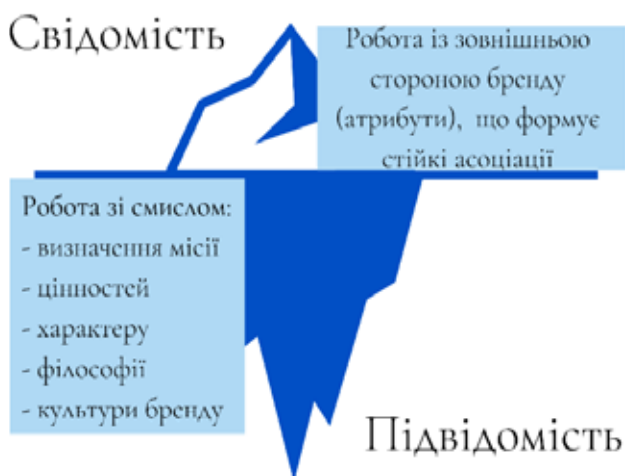 Свідомість
Робота із зовнішньою
стороною бренду
(атрибути), що формує
стійкі асоціації
Робота зі смислом:
- визначення місії
- цінностей
- характеру
- філософії
- культури бренду
Підвідомість